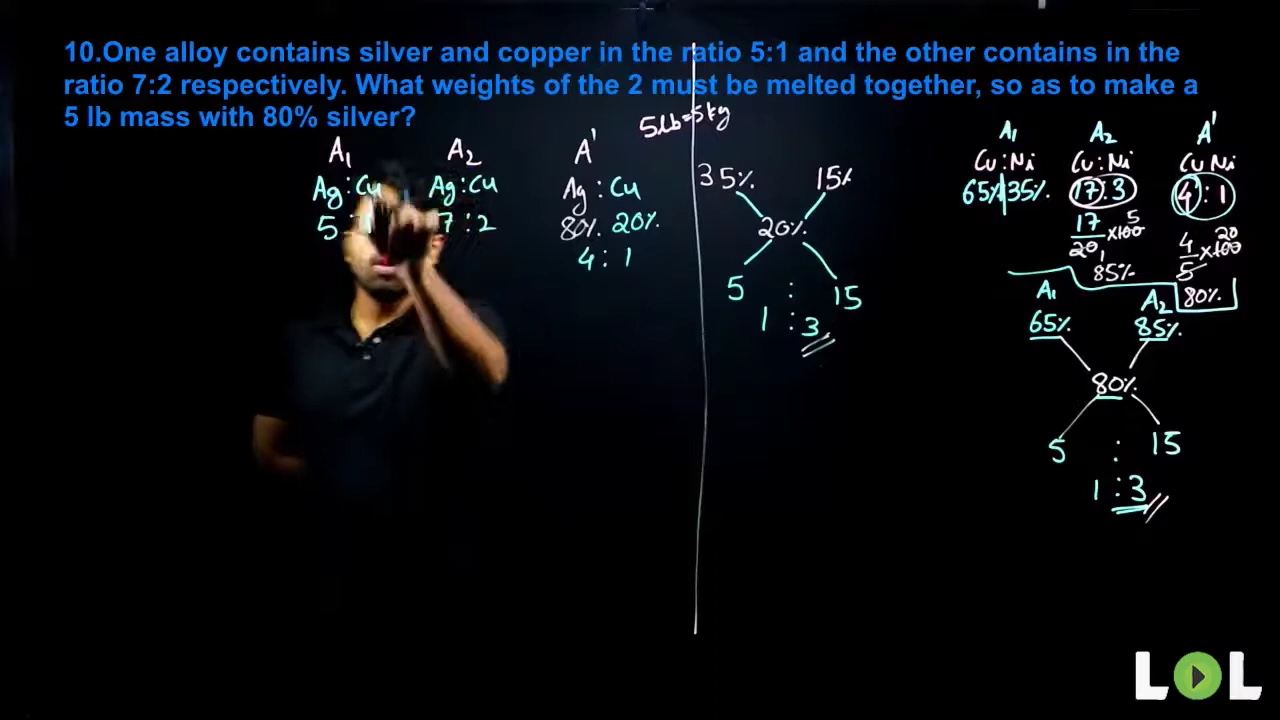 10.One alloy contains silver and copper in the ratio 5:1 and the other contains in the
ratio 7:2 respectively. What weights of the 2 must be melted together, so as to make a
5 lb mass with 80% silver?
5lb=5kg
A1
Ag:Cu
5:1
A2
Ag:Cu
7:2
A'
Ag:Cu
80%. 20%.
4:1
35% 15%
20%
5 : 15
1:3
A1
Cu:Ni
65% 35%
A2
Cu:Ni
17:3
17/20 x 100 5
1
85%
A'
Cu Ni
4:1
4/5 x 100 20
80%
A1 A2
65% 85%
80%
5 : 15
1:3
LOL